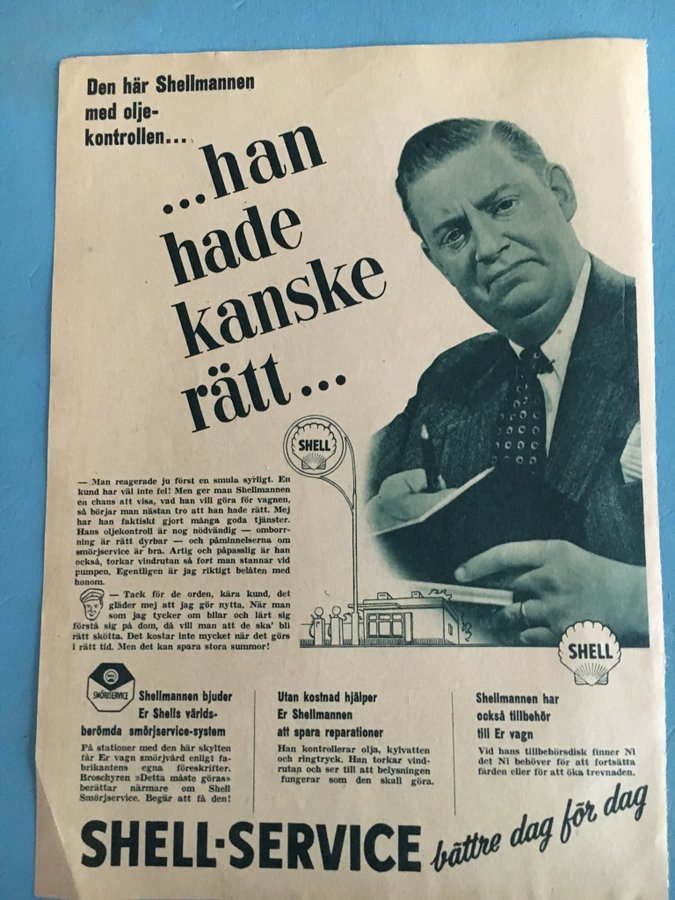 Den här Shellmannen
med olje-
kontrollen...
...han
hade
kanske
rätt...
SHELL
— Man reagerade ju först en smula syrligt. En
kund har väl inte fel! Men ger man Shellmannen
en chans att visa, vad han vill göra för vagnen,
så börjar man nästan tro att han hade rätt. Mej
har han faktiskt gjort många goda tjänster.
Hans oljekontroll är nog nödvändig — omborr-
ning är rätt dyrbar — och påminnelserna om
smörjservice är bra. Artig och påpasslig är han
också, torkar vindrutan så fort man stannar vid
pumpen. Egentligen är jag riktigt belåten med
honom.
— Tack för de orden, kära kund, det
gläder mej att jag gör nytta. När man
som jag tycker om bilar och lärt sig
förstå sig på dom, då vill man att de ska' bli
rätt skötta. Det kostar inte mycket när det görs
i rätt tid. Men det kan spara stora summor!
SHELL
SMÖRJSERVICE
Shellmannen bjuder
Er Shells världs-
berömda smörjservice-system
På stationer med den här skylten
får Er vagn smörjvård enligt fa-
brikantens egna föreskrifter.
Broschyren »Detta måste göras»
berättar närmare om Shell
Smörjservice. Begär att få den!
Utan kostnad hjälper
Er Shellmannen
att spara reparationer
Han kontrollerar olja, kylvatten
och ringtryck. Han torkar vind-
rutan och ser till att belysningen
fungerar som den skall göra.
Shellmannen har
också tillbehör
till Er vagn
Vid hans tillbehörsdisk finner Ni
det Ni behöver för att fortsätta
färden eller för att öka trevnaden.
SHELL-SERVICE bättre dag för dag